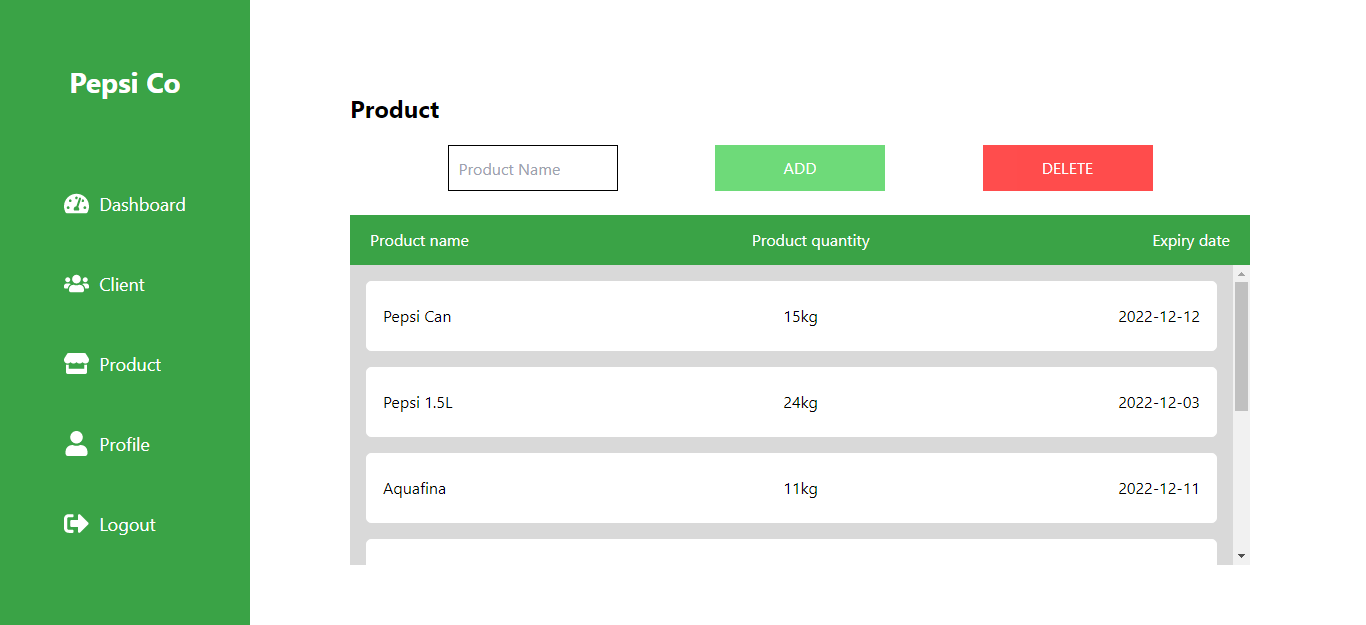 Pepsi Co
Dashboard
Client
Product
Profile
Logout
Product
Product Name ADD DELETE
Product name Product quantity Expiry date
Pepsi Can 15kg 2022-12-12
Pepsi 1.5L 24kg 2022-12-03
Aquafina 11kg 2022-12-11